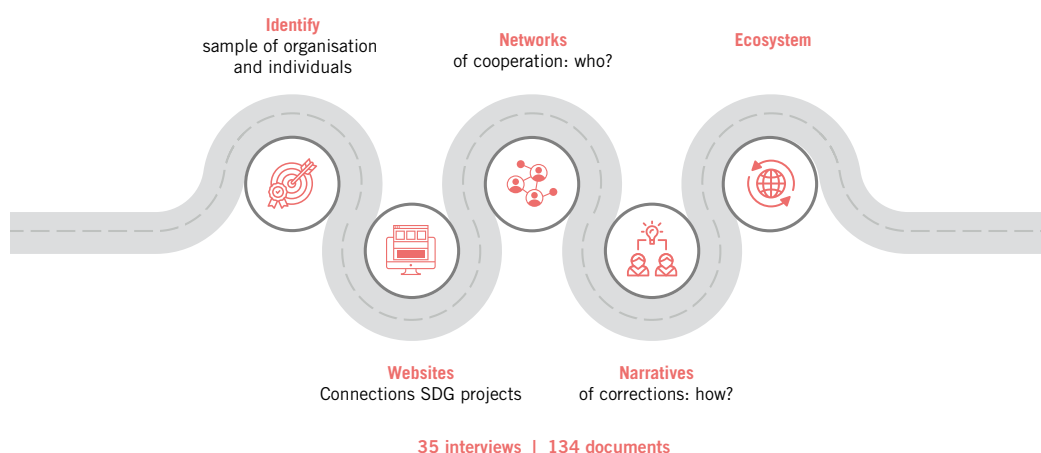 Identify
sample of organisation
and individuals
Websites
Connections SDG projects
Networks
of cooperation: who?
Narratives
of corrections: how?
Ecosystem
35 interviews | 134 documents